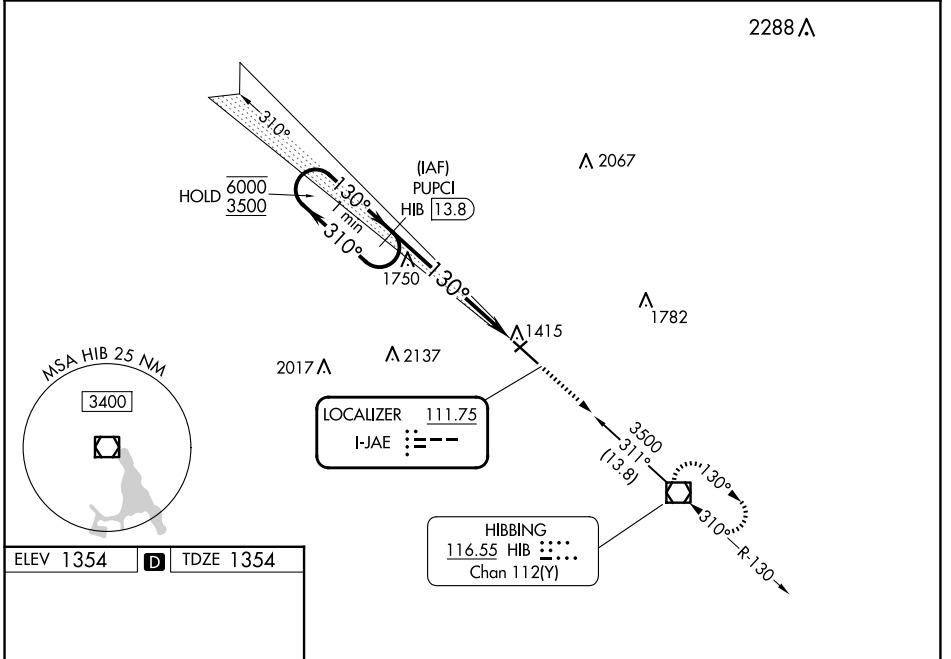 2288
310°
(IAF)
PUPCI
HIB 13.8
2067
HOLD 6000
3500
130°
1 min
310°
1750
130°
1782
1415
2017
2137
MSA HIB 25 NM
3400
LOCALIZER 111.75
I-JAE
3500
311°
(13.8)
130°
310°
R-130
HIBBING
116.55 HIB
Chan 112(Y)
ELEV 1354 D TDZE 1354